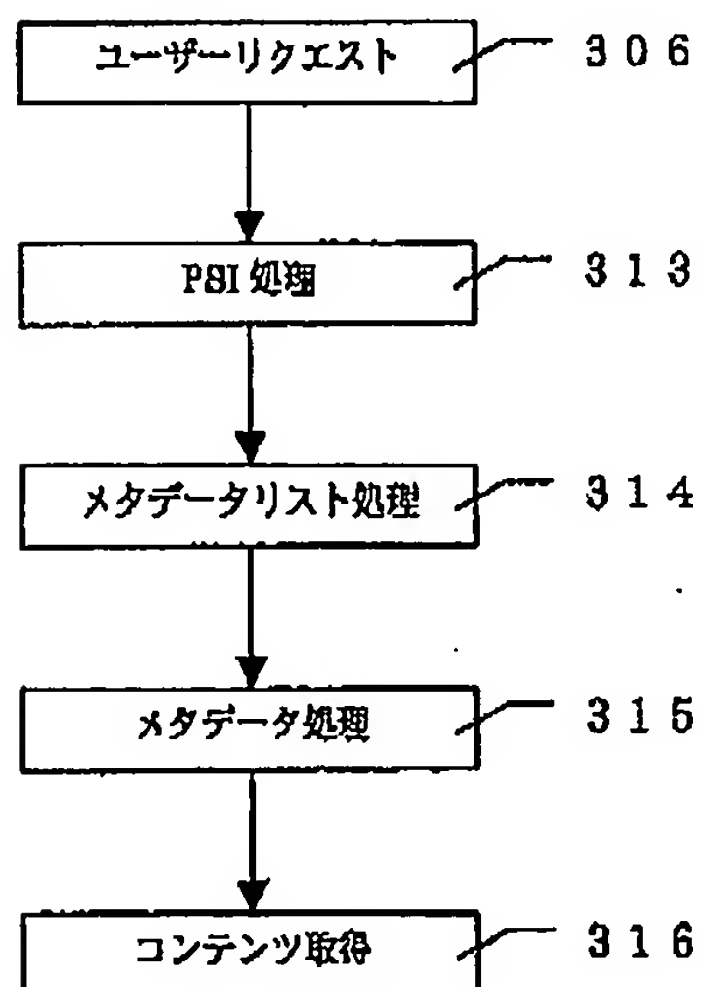 ユーザーリクエスト 306
PSI 処理 313
メタデータリスト処理 314
メタデータ処理 315
コンテンツ取得 316